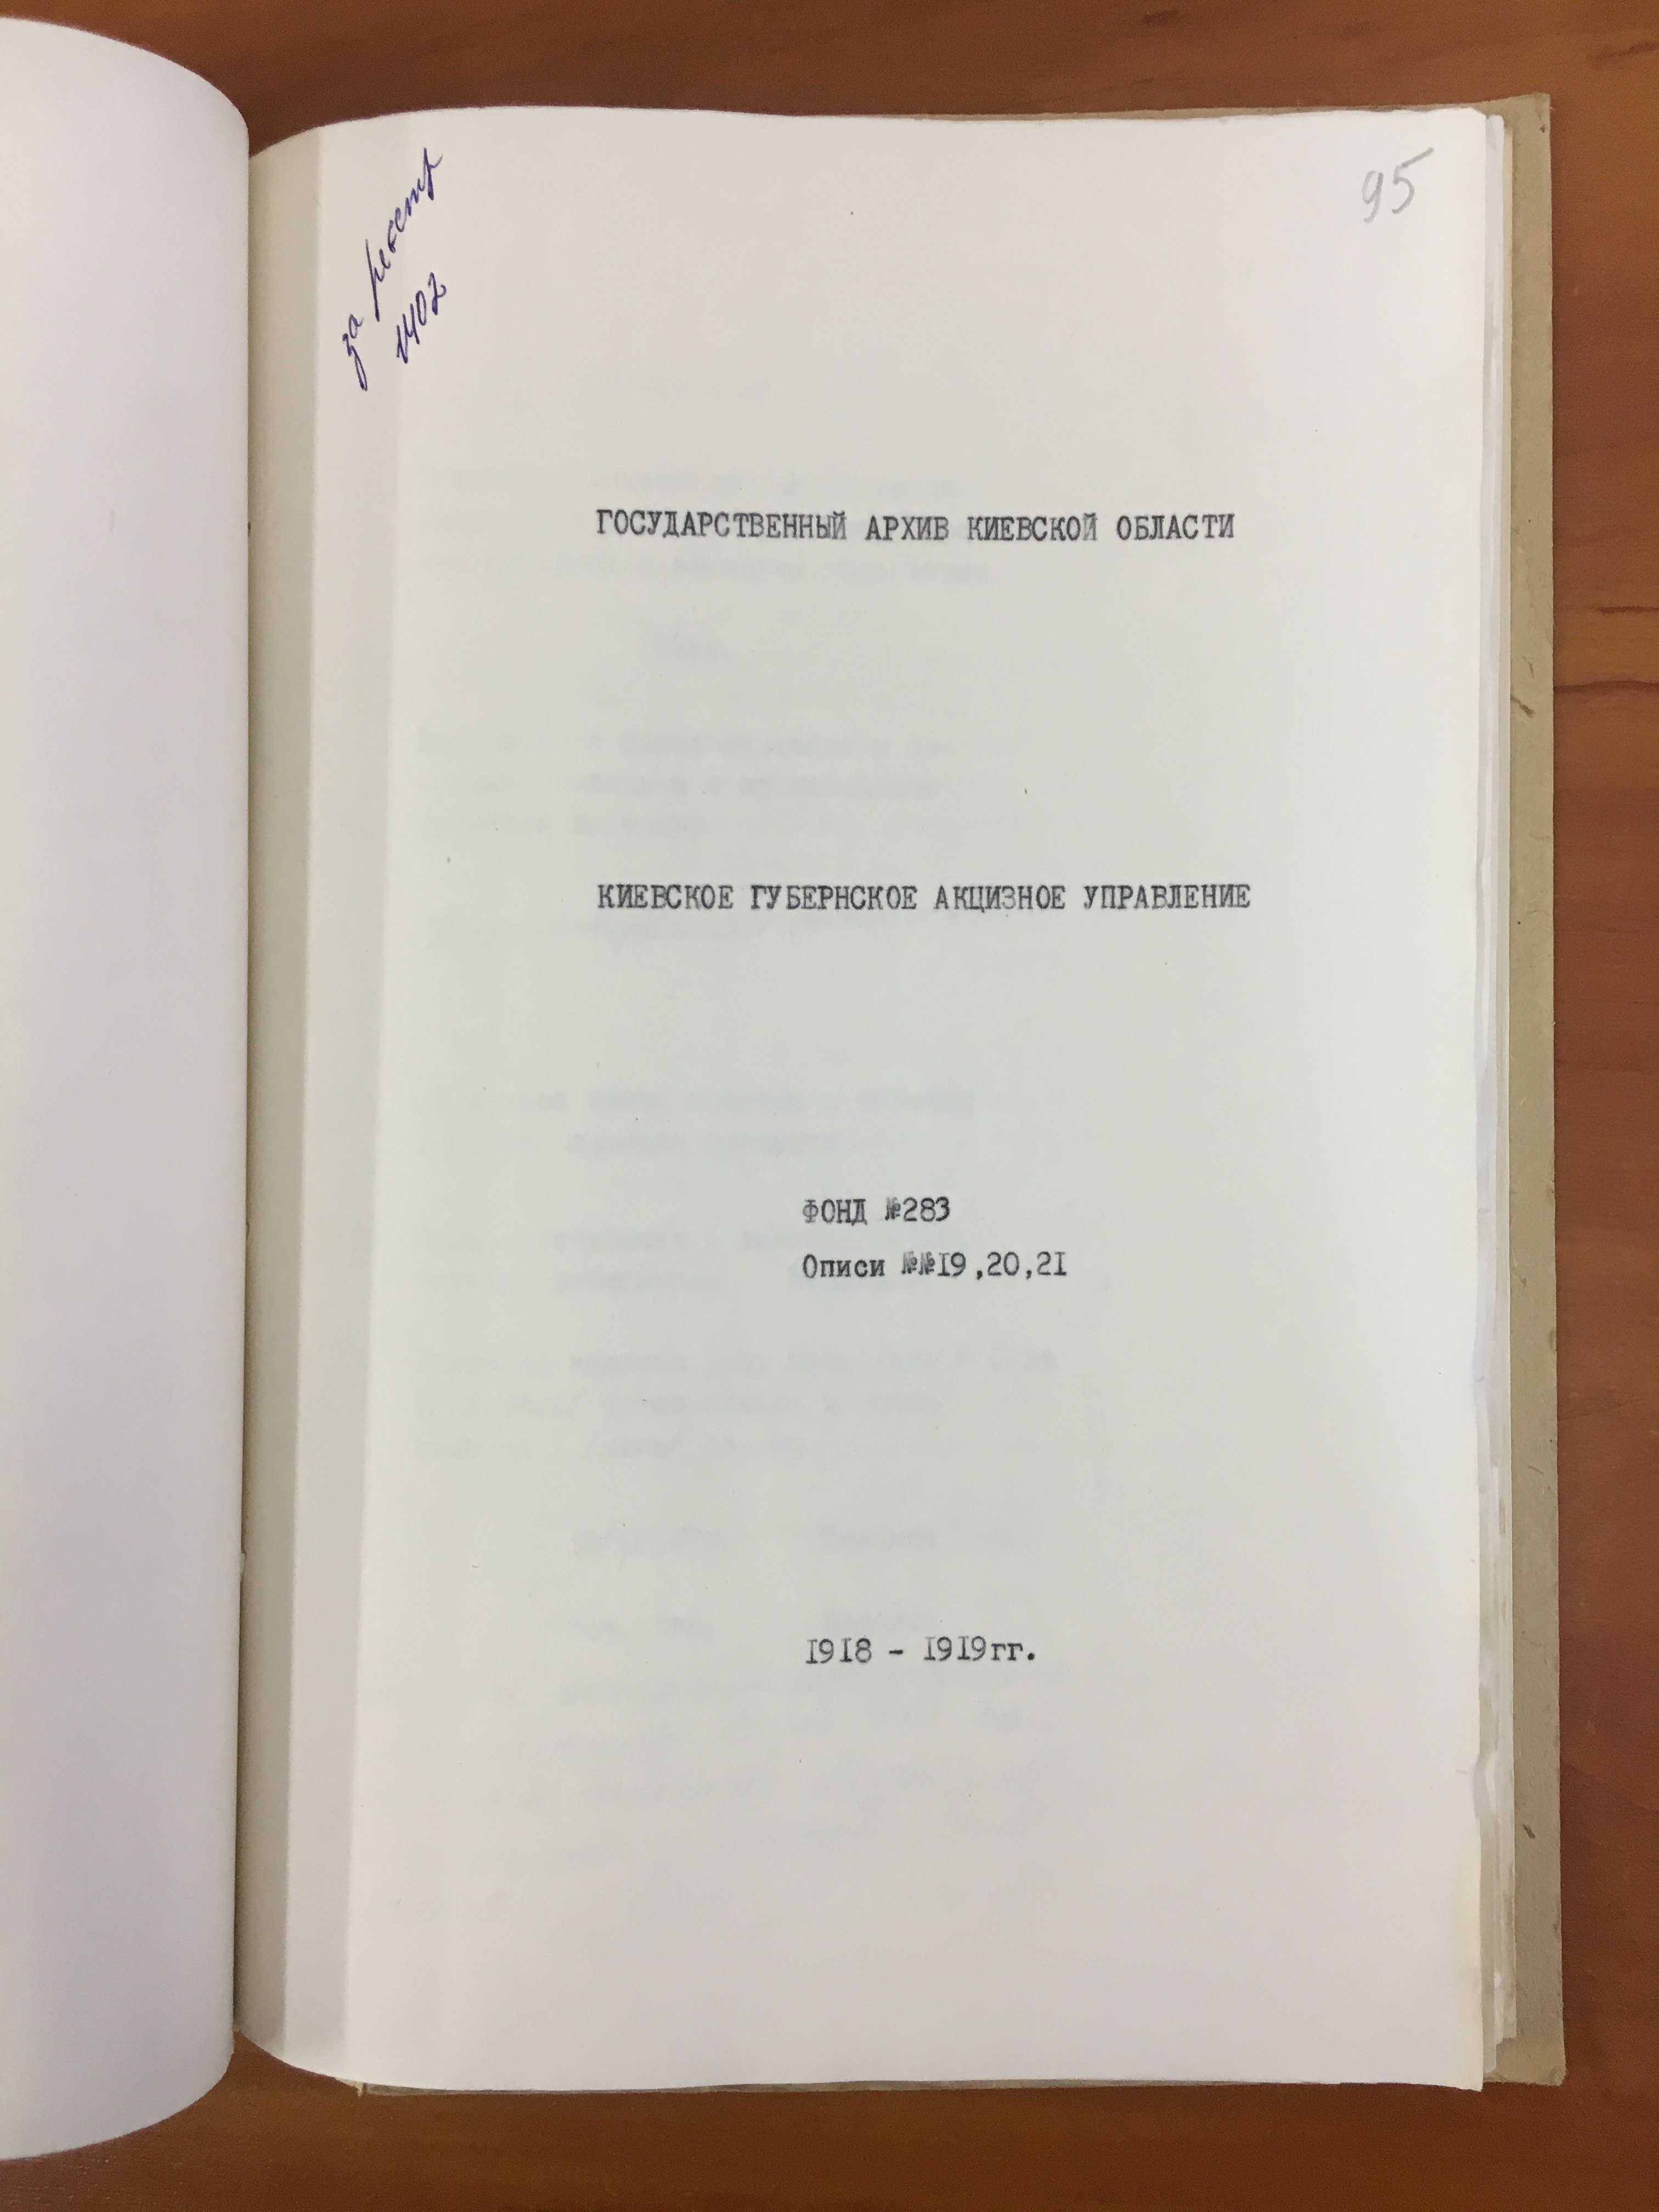 за реєстр
1402
95
ГОСУДАРСТВЕННЫЙ АРХИВ КИЕВСКОЙ ОБЛАСТИ
КИЕВСКОЕ ГУБЕРНСКОЕ АКЦИЗНОЕ УПРАВЛЕНИЕ
ФОНД №283
Описи №№19,20,21
1918 - 1919гг.